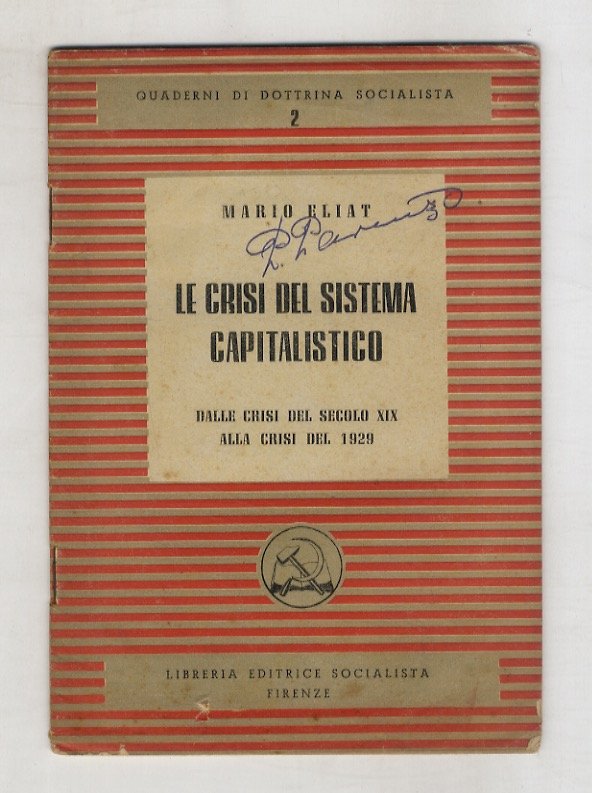 QUADERNI DI DOTTRINA SOCIALISTA
2
MARIO ELIAT
LE CRISI DEL SISTEMA
CAPITALISTICO
DALLE CRISI DEL SECOLO XIX
ALLA CRISI DEL 1929
LIBRERIA EDITRICE SOCIALISTA
FIRENZE